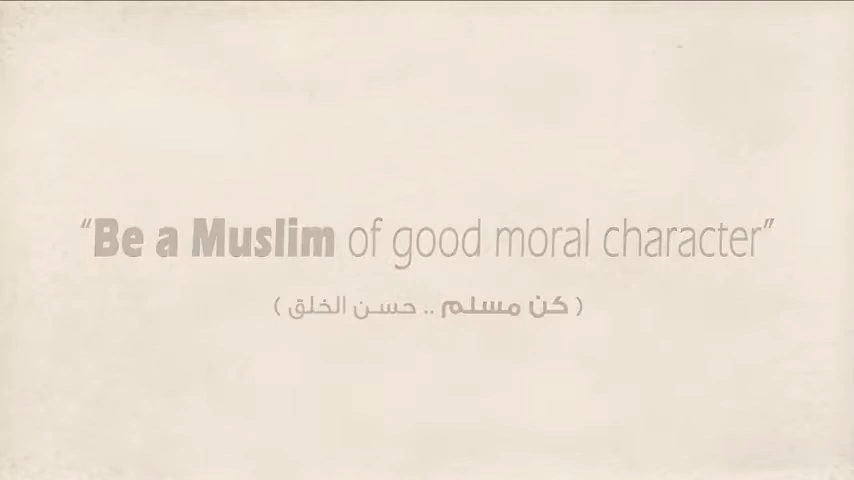 “Be a Muslim of good moral character”
( كن مسلم .. حسن الخلق )